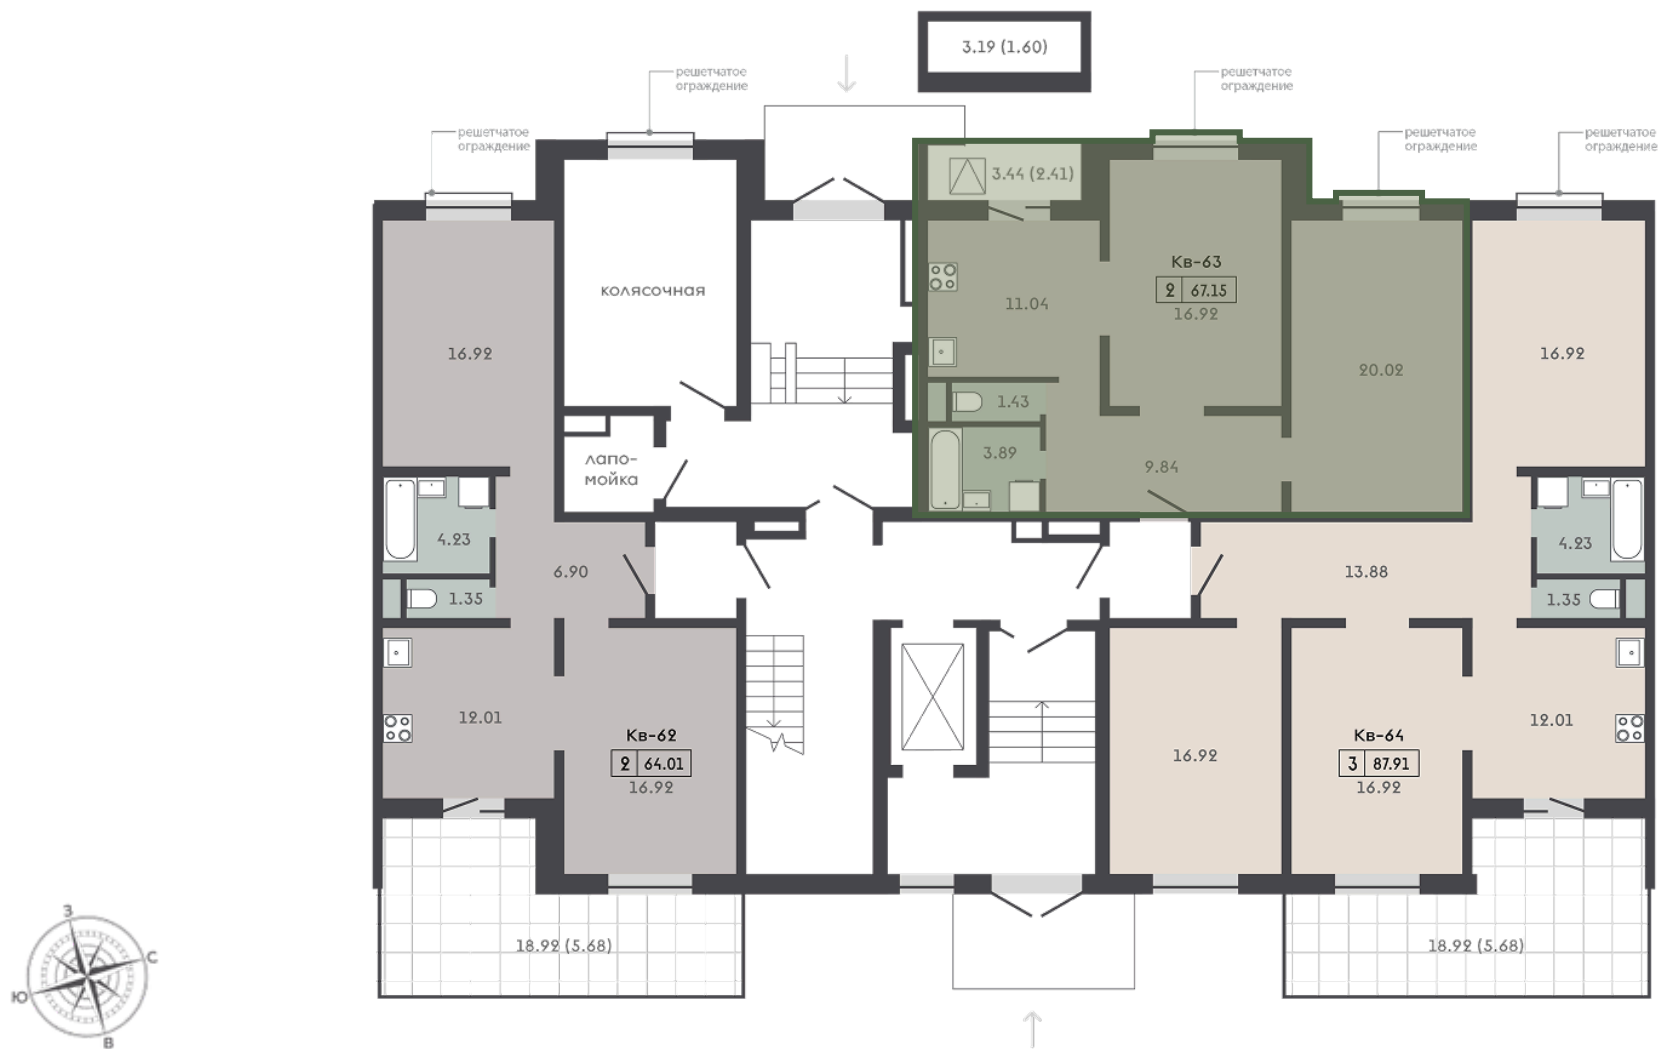 3.19 (1.60)
решетчатое
ограждение
решетчатое
ограждение
решетчатое
ограждение
решетчатое
ограждение
решетчатое
ограждение
3.44 (2.41)
Кв-63
2 67.15
16.92
11.04
колясочная
16.92
16.92
20.02
1.43
3.89
9.84
лапо-
мойка
4.23
6.90
1.35
13.88
4.23
1.35
12.01
Кв-62
2 64.01
16.92
16.92
Кв-64
3 87.91
16.92
12.01
18.92 (5.68)
18.92 (5.68)
З
С
Ю
В